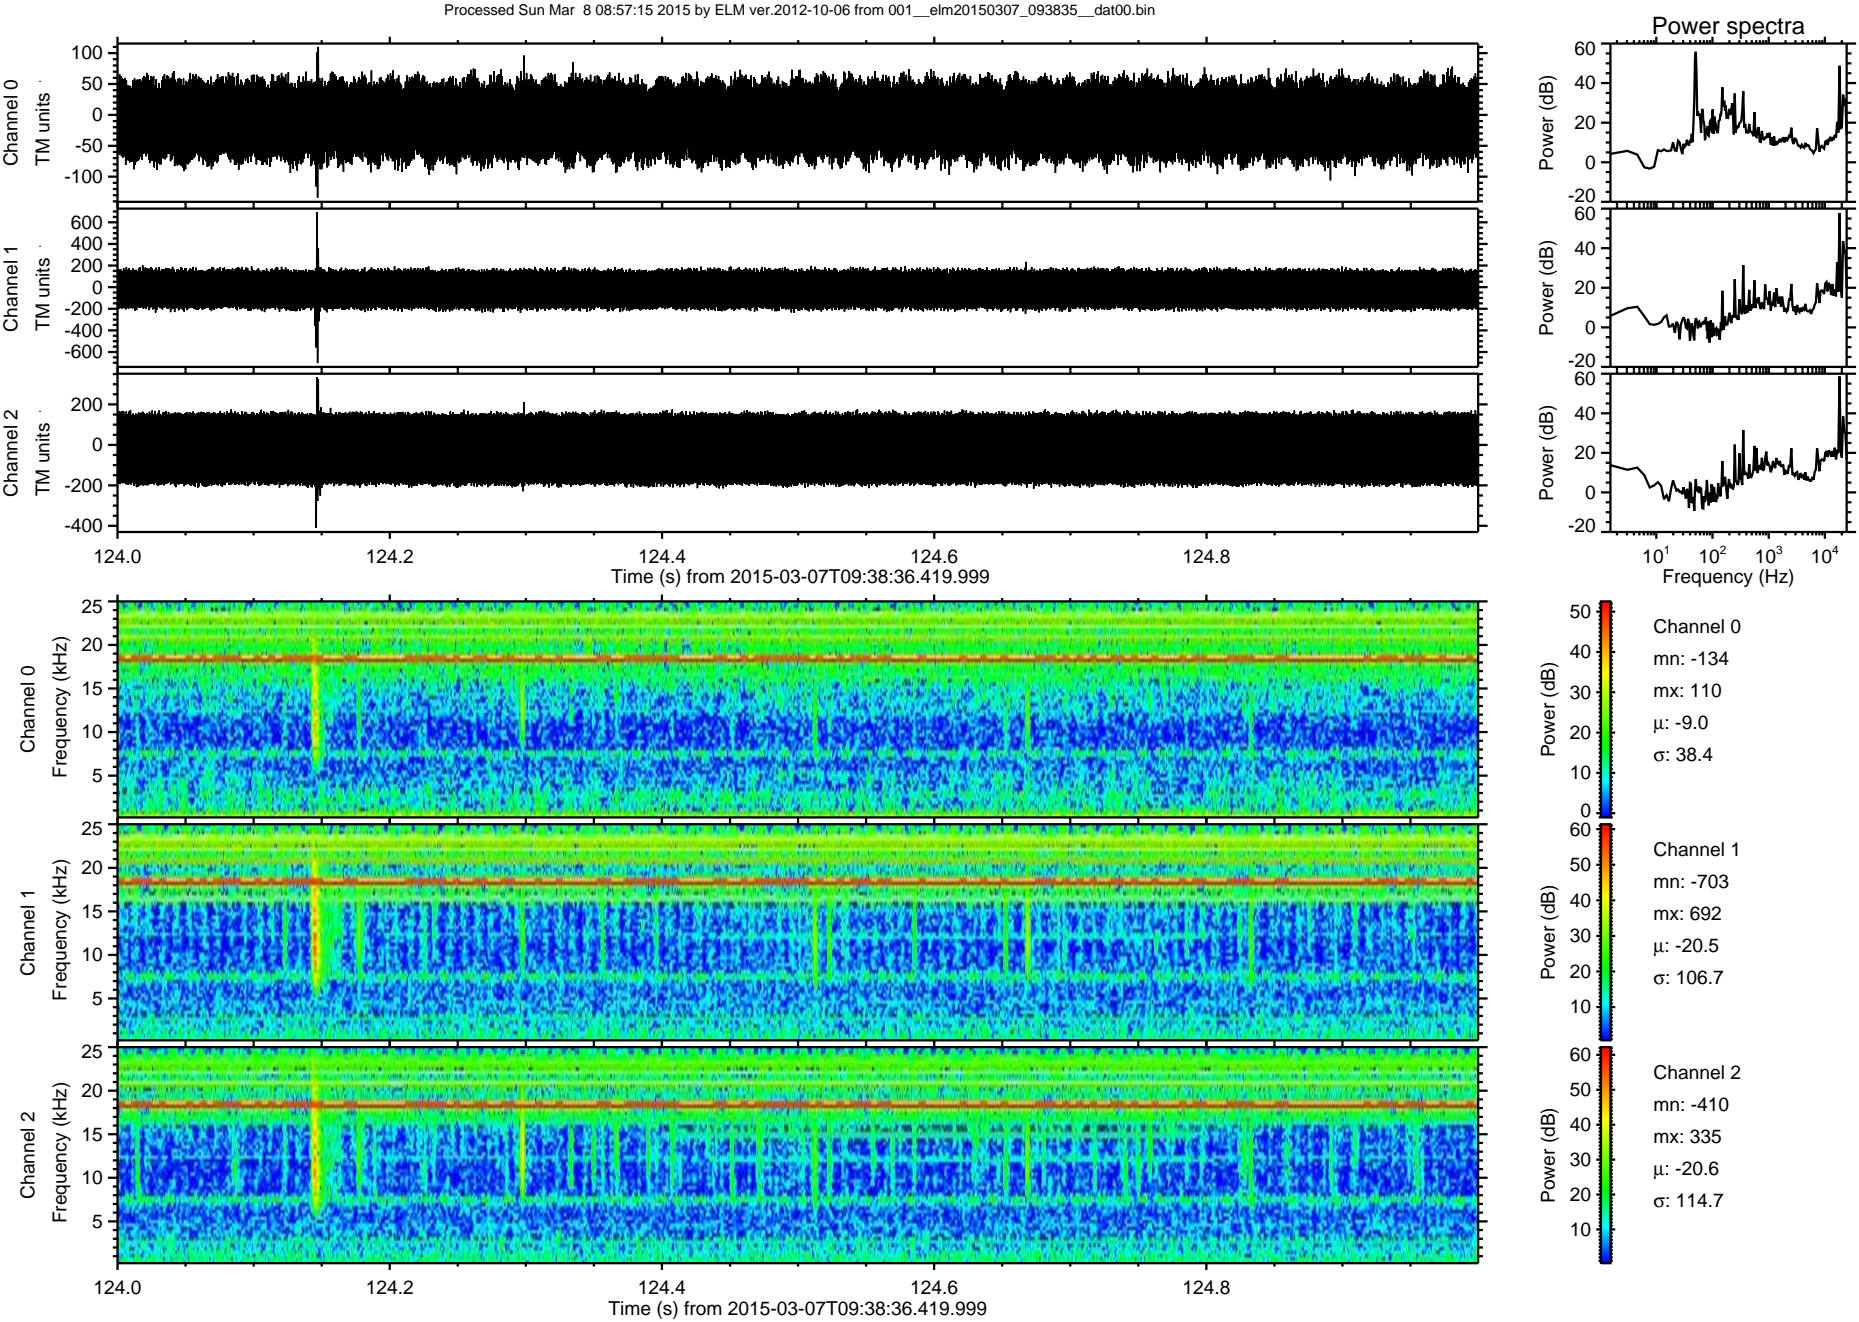 Processed Sun Mar  8 08:57:15 2015 by ELM ver.2012-10-06 from 001__elm20150307_093835__dat00.bin
Power spectra
Channel 0
TM units
100
50
0
-50
-100
Power (dB)
60
40
20
0
-20
Channel 1
TM units
600
400
200
0
-200
-400
-600
Power (dB)
60
40
20
0
-20
Channel 2
TM units
200
0
-200
-400
Power (dB)
60
40
20
0
-20
124.0 124.2 124.4 124.6 124.8
Time (s) from 2015-03-07T09:38:36.419.999
10¹ 10² 10³ 10⁴
Frequency (Hz)
Channel 0
Frequency (kHz)
25
20
15
10
5
Power (dB)
50
40
30
20
10
0
Channel 0
mn: -134
mx: 110
μ: -9.0
σ: 38.4
Channel 1
Frequency (kHz)
25
20
15
10
5
Power (dB)
60
50
40
30
20
10
Channel 1
mn: -703
mx: 692
μ: -20.5
σ: 106.7
Channel 2
Frequency (kHz)
25
20
15
10
5
Power (dB)
60
50
40
30
20
10
Channel 2
mn: -410
mx: 335
μ: -20.6
σ: 114.7
124.0 124.2 124.4 124.6 124.8
Time (s) from 2015-03-07T09:38:36.419.999